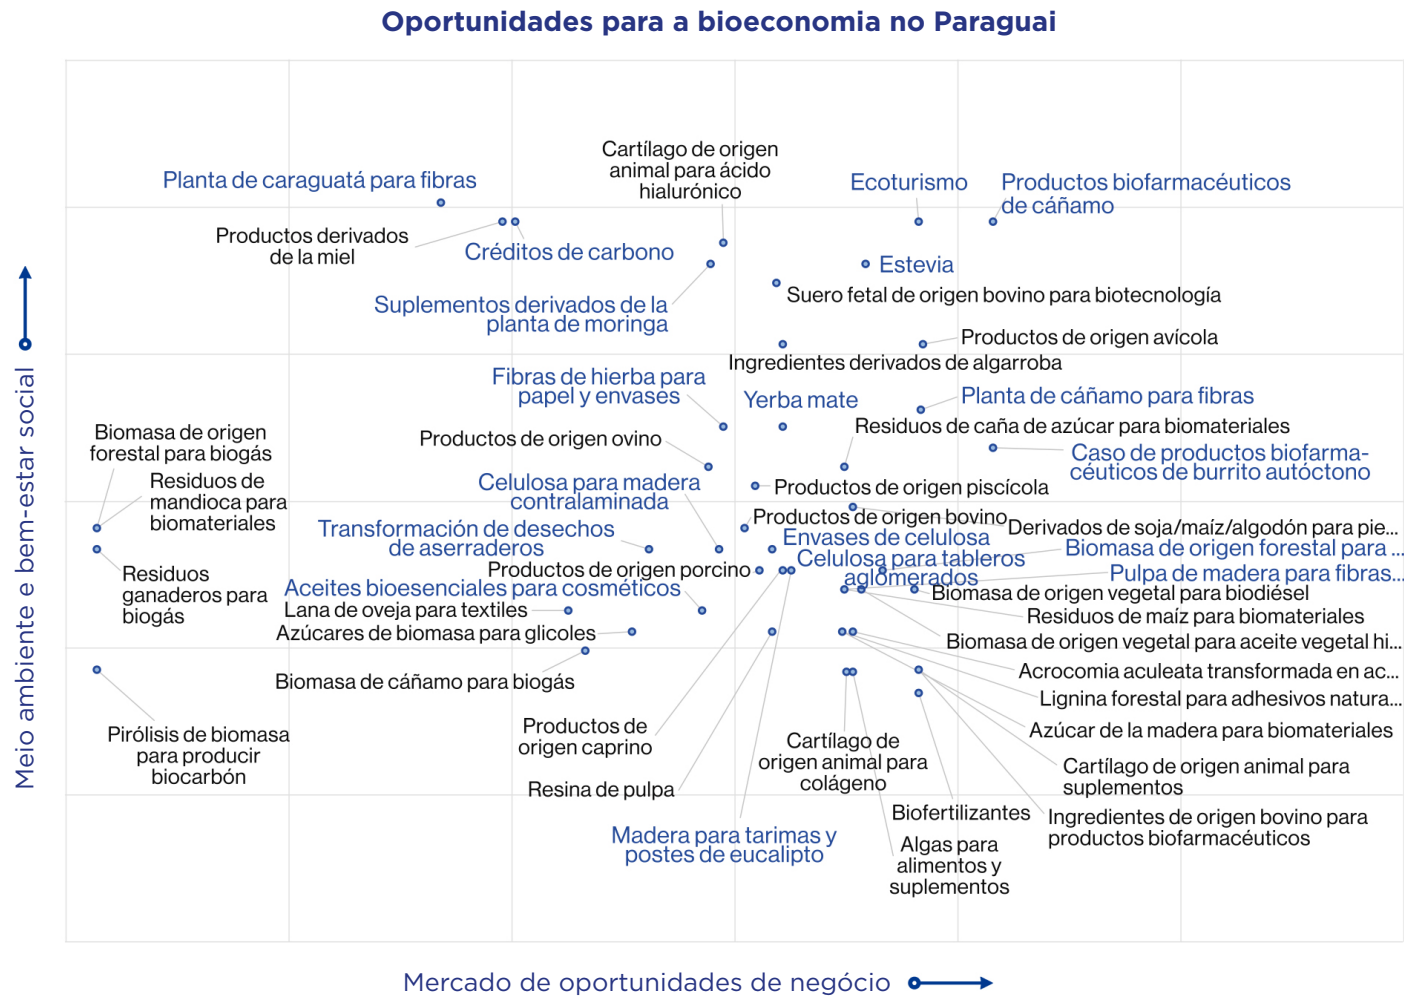 Oportunidades para a bioeconomia no Paraguai
Cartílago de origen
animal para ácido
hialurónico
Planta de caraguatá para fibras
Ecoturismo
Productos biofarmacéuticos
de cáñamo
Productos derivados
de la miel
Créditos de carbono
Estevia
Suplementos derivados de la
planta de moringa
Suero fetal de origen bovino para biotecnología
Productos de origen avícola
Ingredientes derivados de algarroba
Fibras de hierba para
papel y envases
Yerba mate
Planta de cáñamo para fibras
Biomasa de origen
forestal para biogás
Productos de origen ovino
Residuos de caña de azúcar para biomateriales
Caso de productos biofarma-
céuticos de burrito autóctono
Residuos de
mandioca para
biomateriales
Celulosa para madera
contralaminada
Productos de origen piscícola
Productos de origen bovino
Derivados de soja/maíz/algodón para pie...
Transformación de desechos
de aserraderos
Envases de celulosa
Biomasa de origen forestal para ...
Celulosa para tableros
aglomerados
Productos de origen porcino
Pulpa de madera para fibras...
Residuos
ganaderos para
biogás
Aceites bioesenciales para cosméticos
Biomasa de origen vegetal para biodiésel
Lana de oveja para textiles
Residuos de maíz para biomateriales
Azúcares de biomasa para glicoles
Biomasa de origen vegetal para aceite vegetal hi...
Acrocomia aculeata transformada en ac...
Biomasa de cáñamo para biogás
Lignina forestal para adhesivos natura...
Productos de
origen caprino
Azúcar de la madera para biomateriales
Pirólisis de biomasa
para producir
biocarbón
Cartílago de
origen animal para
colágeno
Cartílago de origen animal para
suplementos
Resina de pulpa
Biofertilizantes
Ingredientes de origen bovino para
productos biofarmacéuticos
Madera para tarimas y
postes de eucalipto
Algas para
alimentos y
suplementos
Meio ambiente e bem-estar social
Mercado de oportunidades de negócio